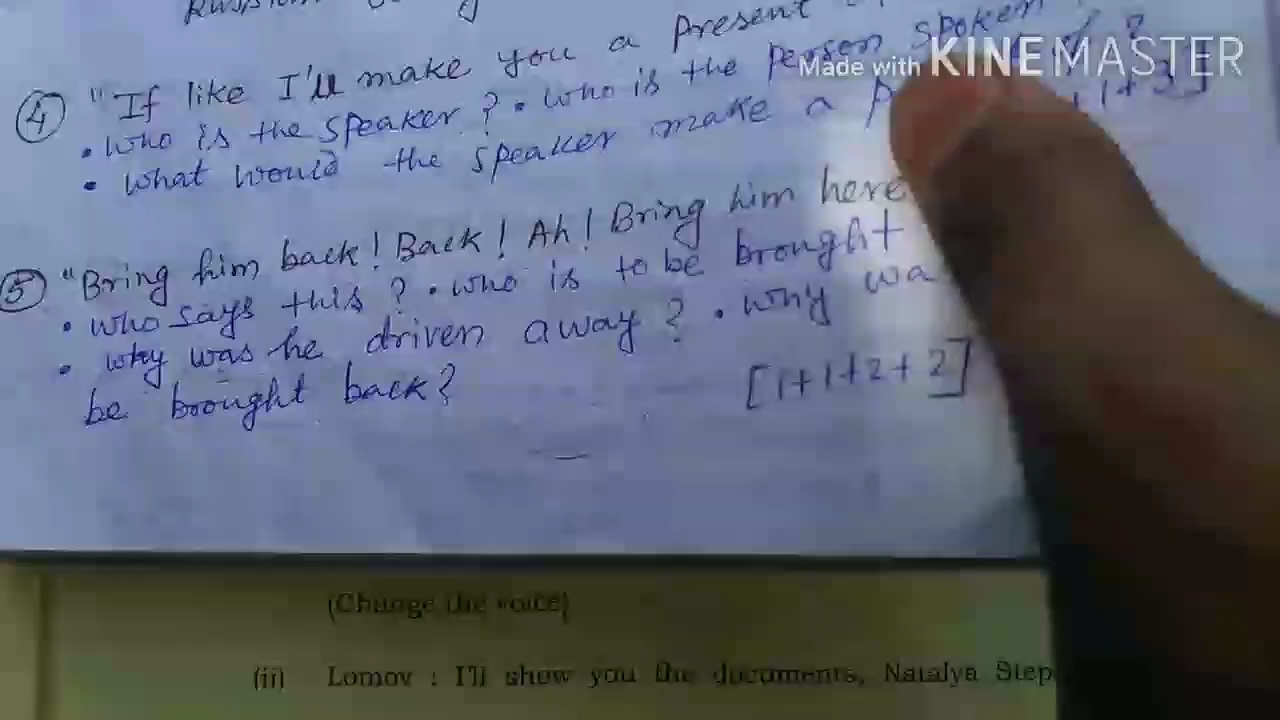 ④ "If like I'll make you a present
• Who is the speaker? • Who is the person spoken
• What would the speaker make a
⑤ "Bring him back! Back! Ah! Bring him here
• Who says this? • who is to be brought
• Why was he driven away? • why wa
be brought back? [1+1+2+2]
(Change the voice)
(ii) Lomov : I'll show you the documents, Natalya Step
Made with KINEMASTER